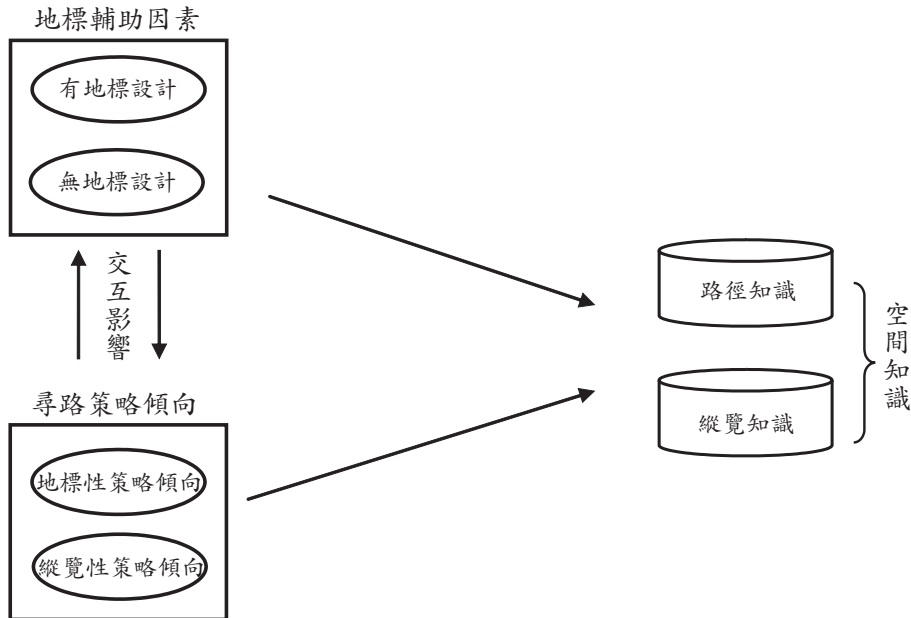 地標輔助因素
有地標設計
無地標設計
交互影響
尋路策略傾向
地標性策略傾向
縱覽性策略傾向
路徑知識
縱覽知識
空間知識